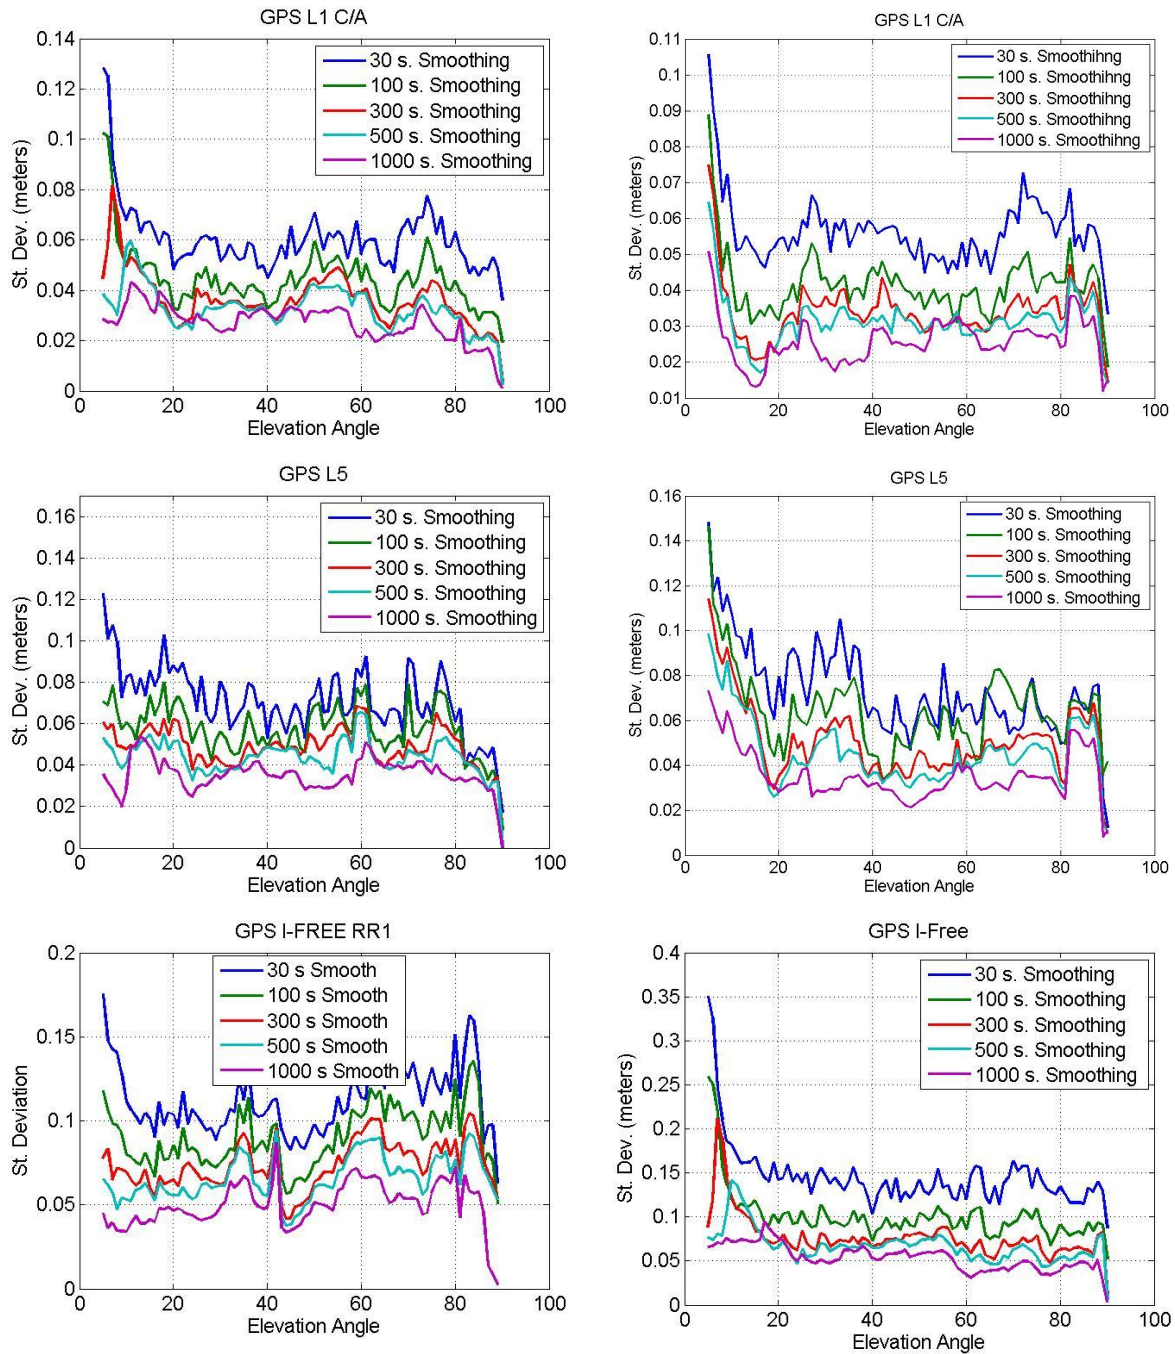 GPS L1 C/A
St. Dev. (meters)
0.14
0.12
0.1
0.08
0.06
0.04
0.02
0
30 s. Smoothing
100 s. Smoothing
300 s. Smoothing
500 s. Smoothing
1000 s. Smoothing
0 20 40 60 80 100
Elevation Angle
GPS L1 C/A
St. Dev. (meters)
0.11
0.1
0.09
0.08
0.07
0.06
0.05
0.04
0.03
0.02
0.01
30 s. Smoothihng
100 s. Smoothihng
300 s. Smoothihng
500 s. Smoothihng
1000 s. Smoothihng
0 20 40 60 80 100
Elevation Angle
GPS L5
St. Dev. (meters)
0.16
0.14
0.12
0.1
0.08
0.06
0.04
0.02
0
30 s. Smoothing
100 s. Smoothing
300 s. Smoothing
500 s. Smoothing
1000 s. Smoothing
0 20 40 60 80 100
Elevation Angle
GPS L5
St. Dev. (meters)
0.16
0.14
0.12
0.1
0.08
0.06
0.04
0.02
0
30 s. Smoothing
100 s. Smoothing
300 s. Smoothing
500 s. Smoothing
1000 s. Smoothing
0 20 40 60 80 100
Elevation Angle
GPS I-FREE RR1
St. Deviation
0.2
0.15
0.1
0.05
0
30 s Smooth
100 s Smooth
300 s Smooth
500 s Smooth
1000 s Smooth
0 20 40 60 80 100
Elevation Angle
GPS I-Free
St. Dev. (meters)
0.4
0.35
0.3
0.25
0.2
0.15
0.1
0.05
0
30 s. Smoothing
100 s. Smoothing
300 s. Smoothing
500 s. Smoothing
1000 s. Smoothing
0 20 40 60 80 100
Elevation Angle